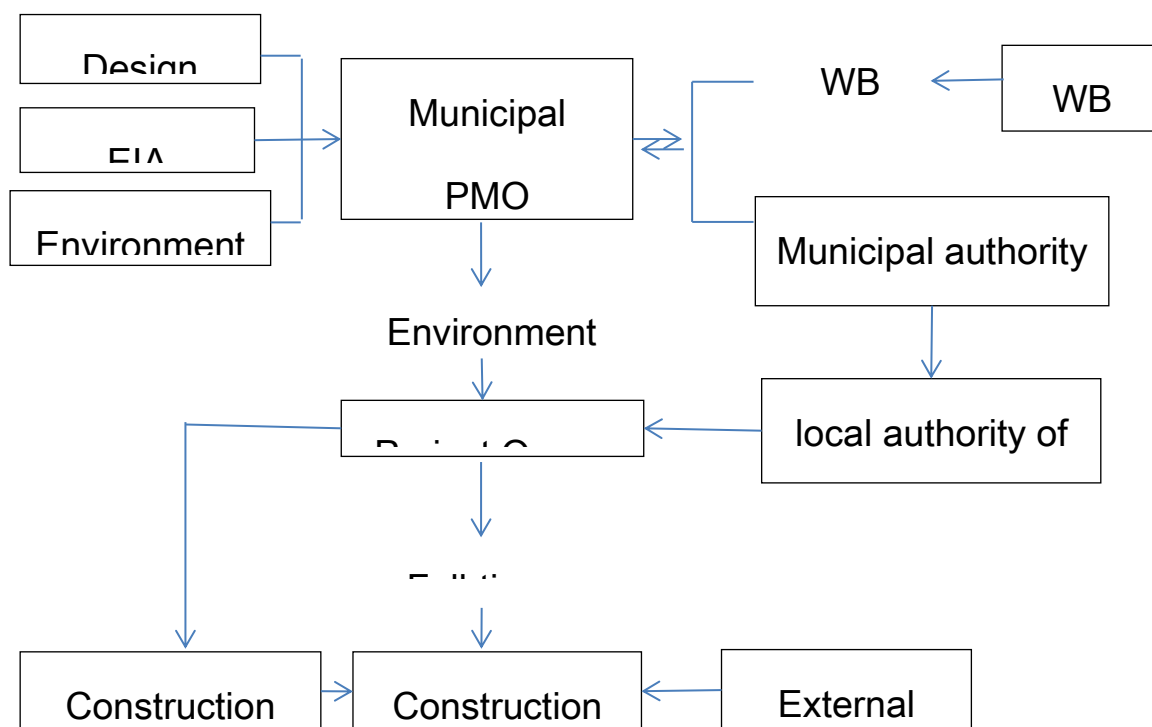 Design
Municipal
PMO
WB
WB
EIA
Environment
Municipal authority
Environment
local authority of
Construction
Construction
External